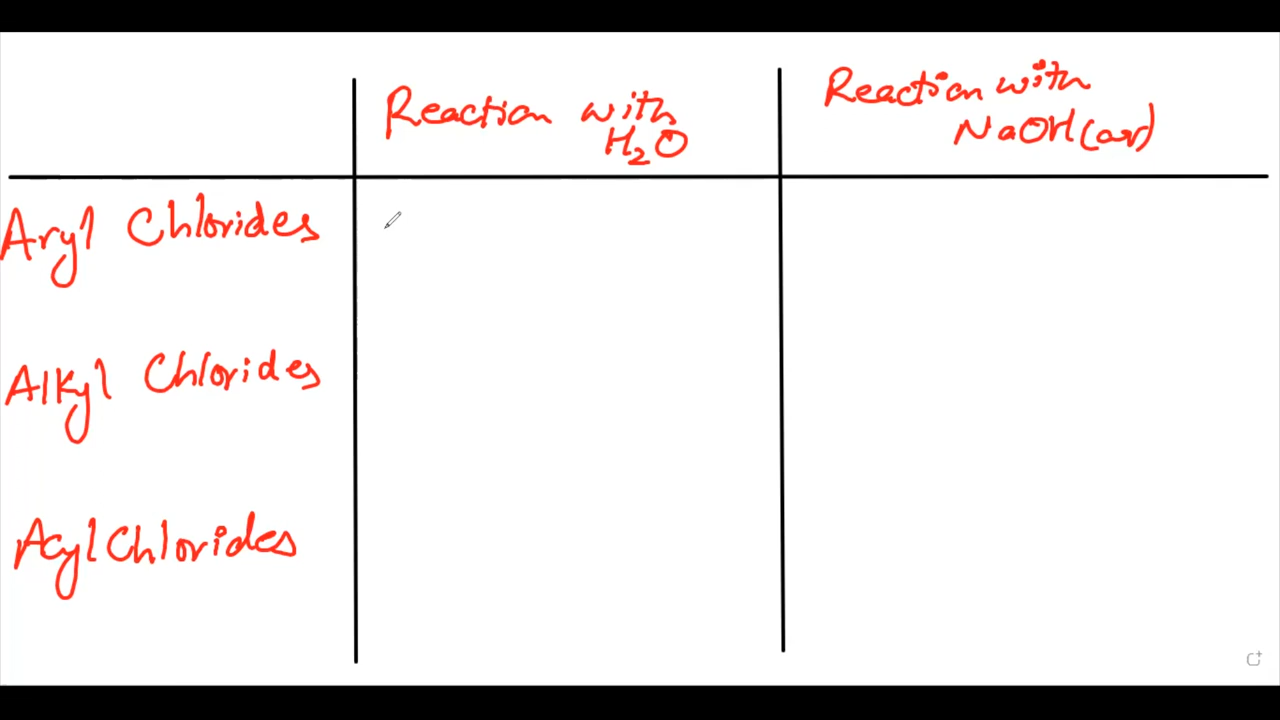 Reaction with
H₂O
Reaction with
NaOH(aq)
Aryl Chlorides
Alkyl Chlorides
Acyl Chlorides